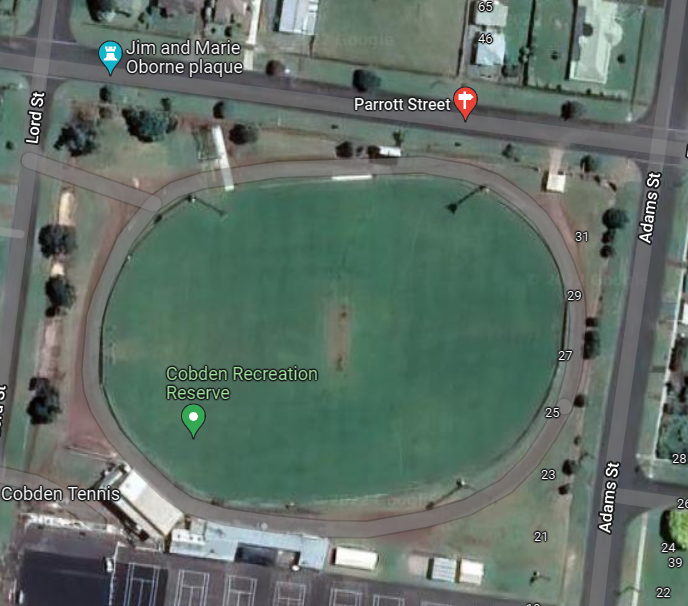 65
46
Jim and Marie
Oborne plaque
Parrott Street
Lord St
Adams St
31
29
27
25
Cobden Recreation
Reserve
23
Cobden Tennis
Adams St
28
26
21
24
39
22